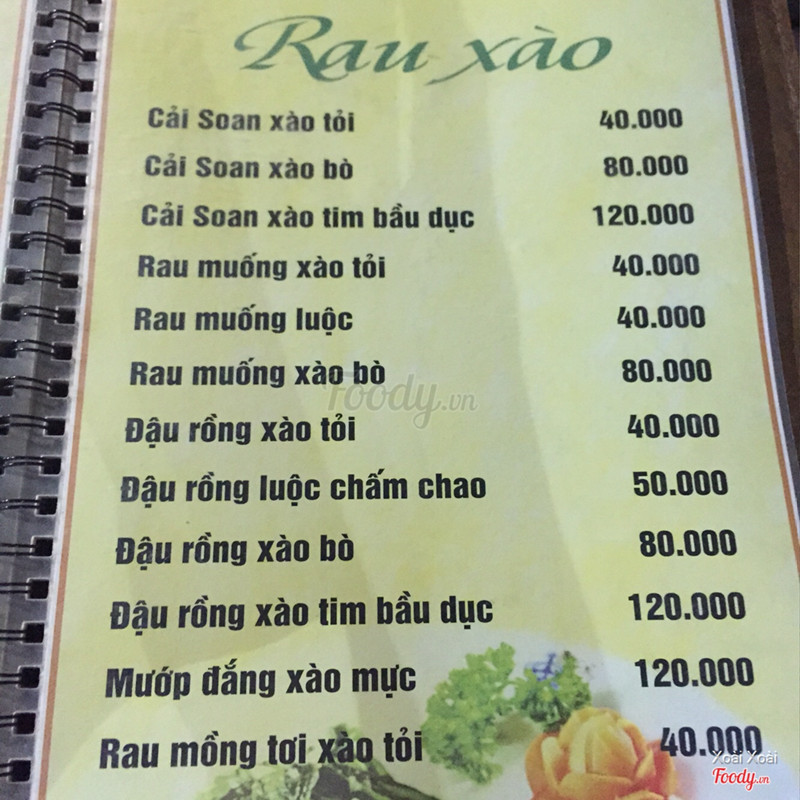 Rau xào
Cải Soan xào tỏi 40.000
Cải Soan xào bò 80.000
Cải Soan xào tim bầu dục 120.000
Rau muống xào tỏi 40.000
Rau muống luộc 40.000
Rau muống xào bò 80.000
Foody.vn
Đậu rồng xào tỏi 40.000
Đậu rồng luộc chấm chao 50.000
Đậu rồng xào bò 80.000
Đậu rồng xào tim bầu dục 120.000
Mướp đắng xào mực 120.000
Rau mồng tơi xào tỏi 40.000
Xoài Xoài
Foody.vn